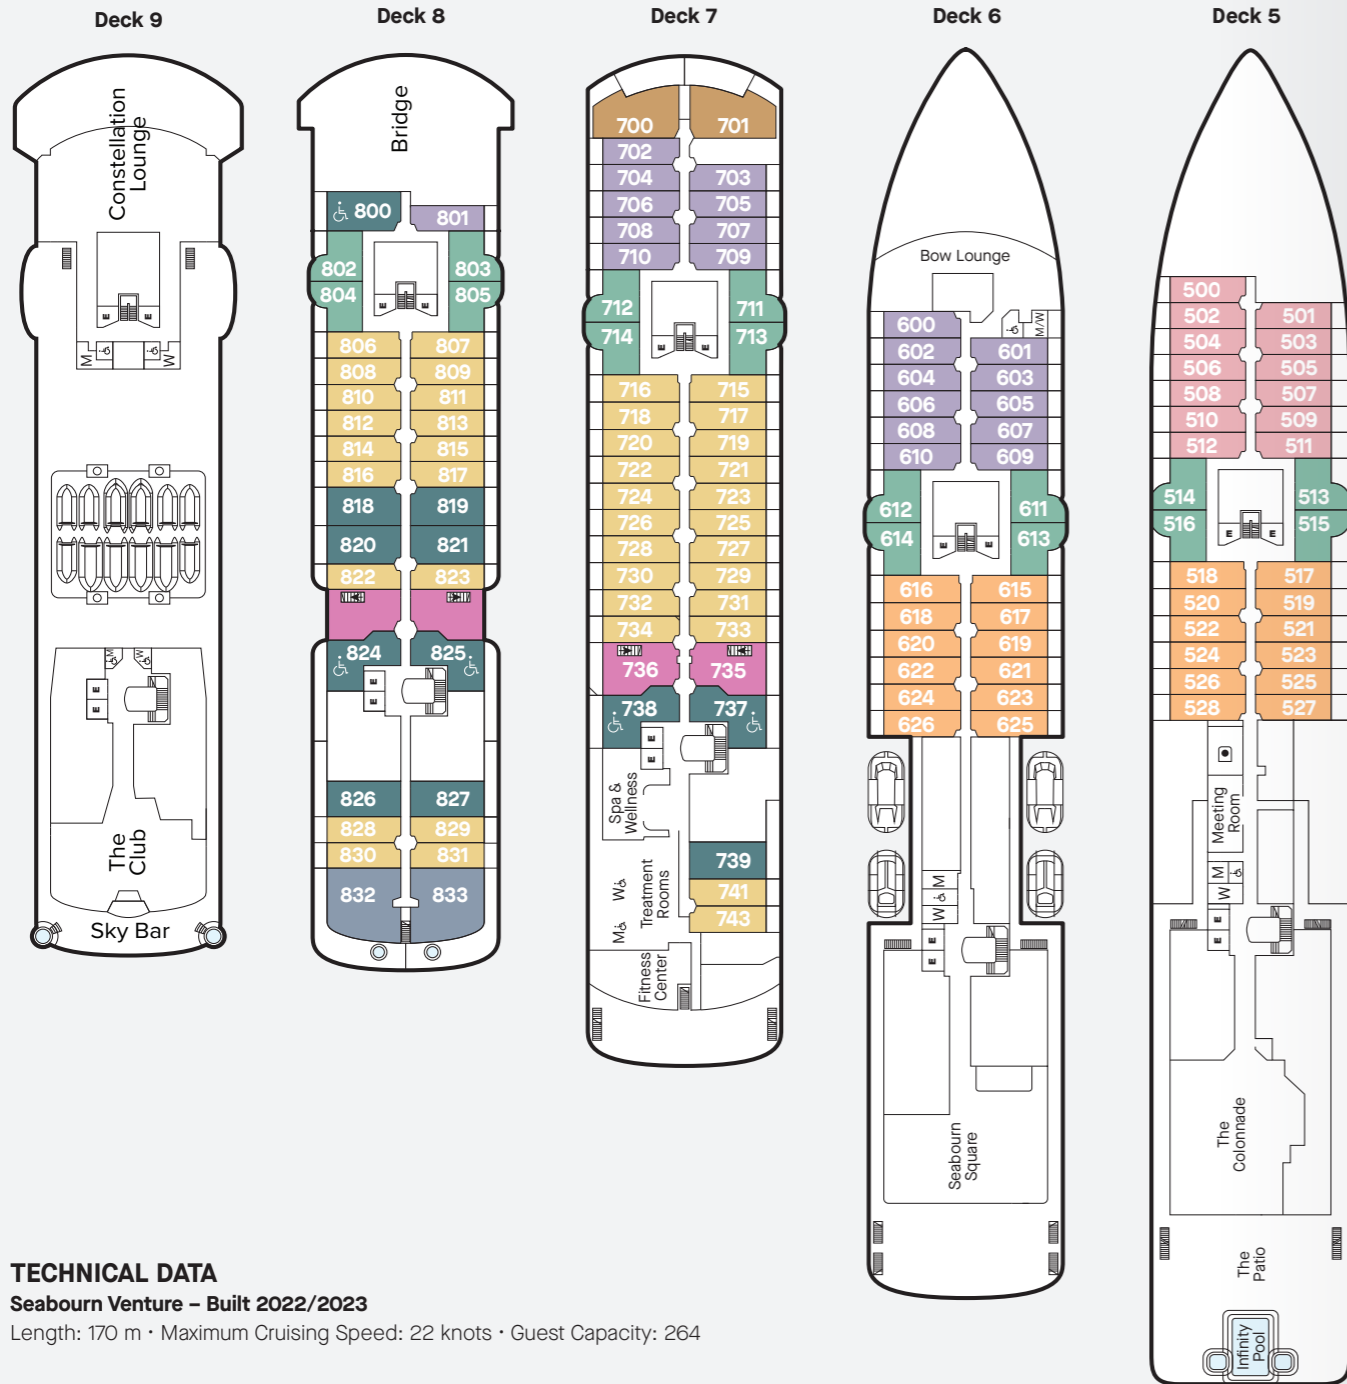 Deck 9
Deck 8
Deck 7
Deck 6
Deck 5
Constellation
Lounge
E E
M
W
M
W
E
E
The
Club
Sky Bar
Bridge
800
801
802
803
804
805
E E
806
807
808
809
810
811
812
813
814
815
816
817
818
819
820
821
822
823
824
825
E
E
826
827
828
829
830
831
832
833
700
701
702
704
703
706
705
708
707
710
709
712
711
714
713
E E
716
715
718
717
720
719
722
721
724
723
726
725
728
727
730
729
732
731
734
733
736
735
738
737
E
E
Spa &
Wellness
739
741
743
W
M
Treatment
Rooms
Fitness
Center
Bow Lounge
M/W
600
602
601
604
603
606
605
608
607
610
609
612
611
614
613
E E
616
615
618
617
620
619
622
621
624
623
626
625
M
W
E
E
Seabourn
Square
500
502
501
504
503
506
505
508
507
510
509
512
511
514
513
516
515
E E
518
517
520
519
522
521
524
523
526
525
528
527
Meeting
Room
M
W
E
E
The
Colonnade
The
Patio
Infinity
Pool
TECHNICAL DATA
Seabourn Venture – Built 2022/2023
Length: 170 m · Maximum Cruising Speed: 22 knots · Guest Capacity: 264